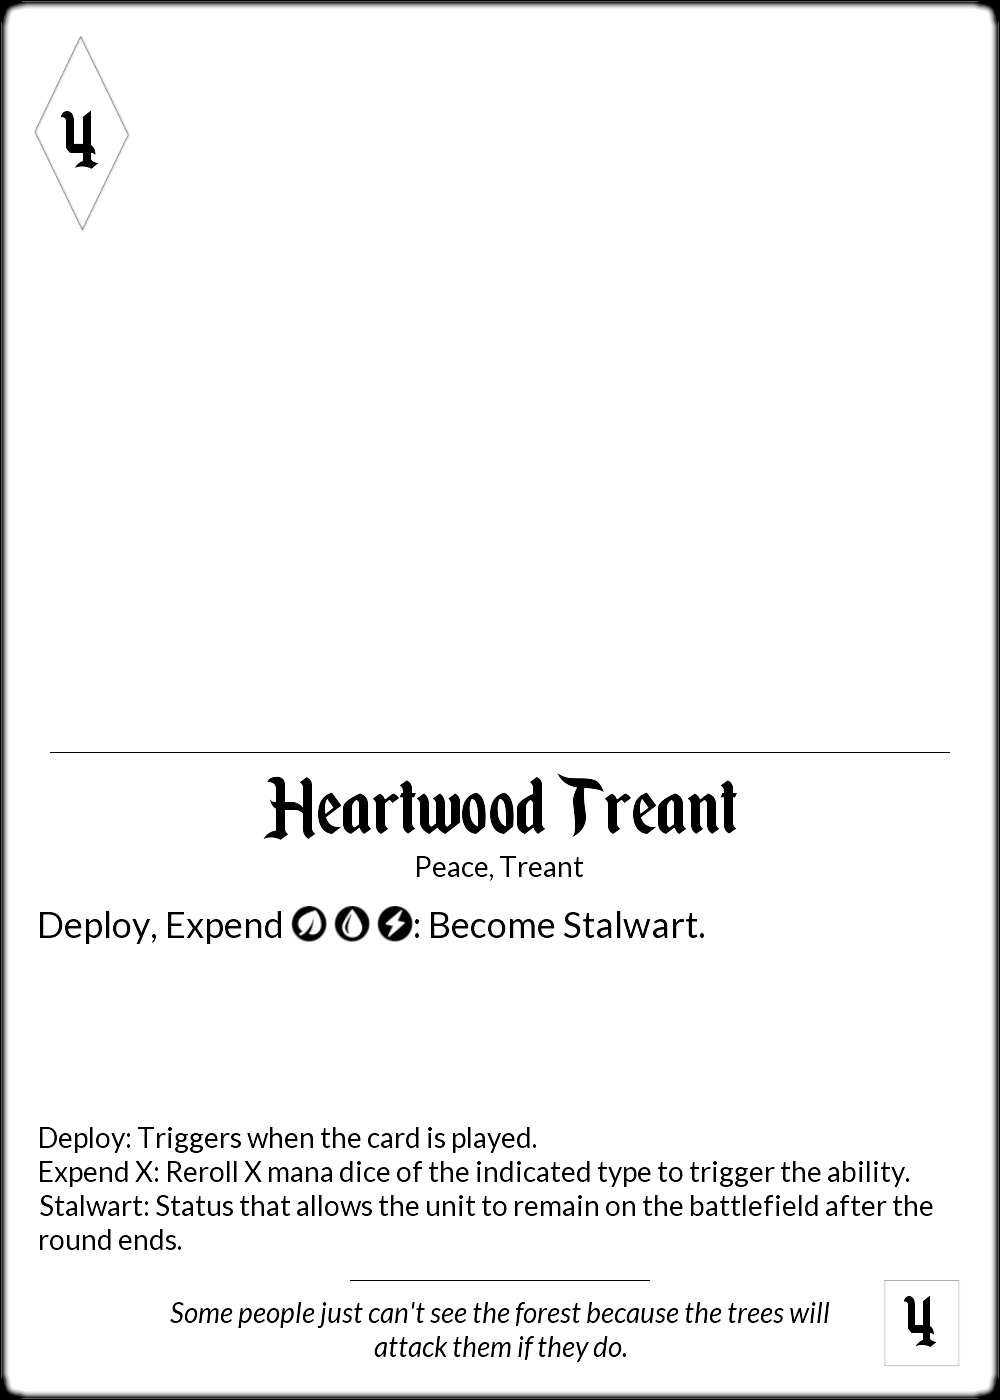 4
Heartwood Treant
Peace, Treant
Deploy, Expend : Become Stalwart.
Deploy: Triggers when the card is played.
Expend X: Reroll X mana dice of the indicated type to trigger the ability.
Stalwart: Status that allows the unit to remain on the battlefield after the
round ends.
Some people just can't see the forest because the trees will
attack them if they do.
4